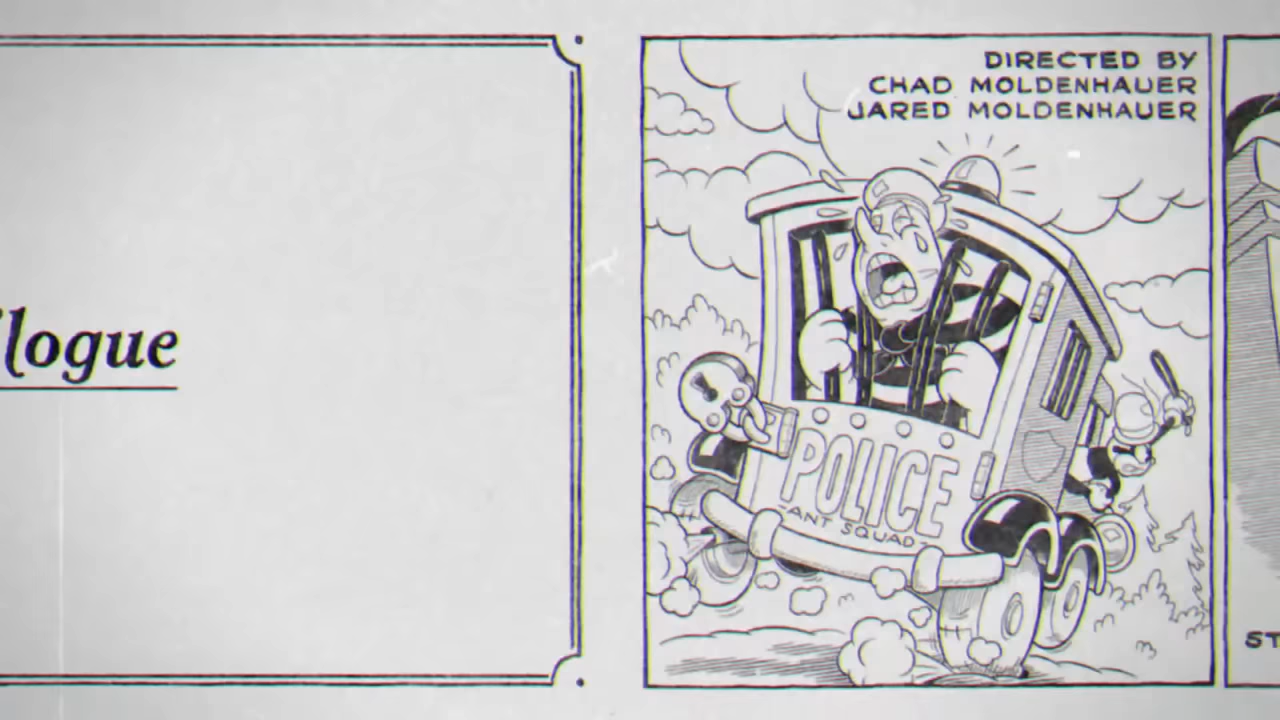 logue
DIRECTED BY
CHAD MOLDENHAUER
JARED MOLDENHAUER
POLICE
-ANT SQUAD-
ST